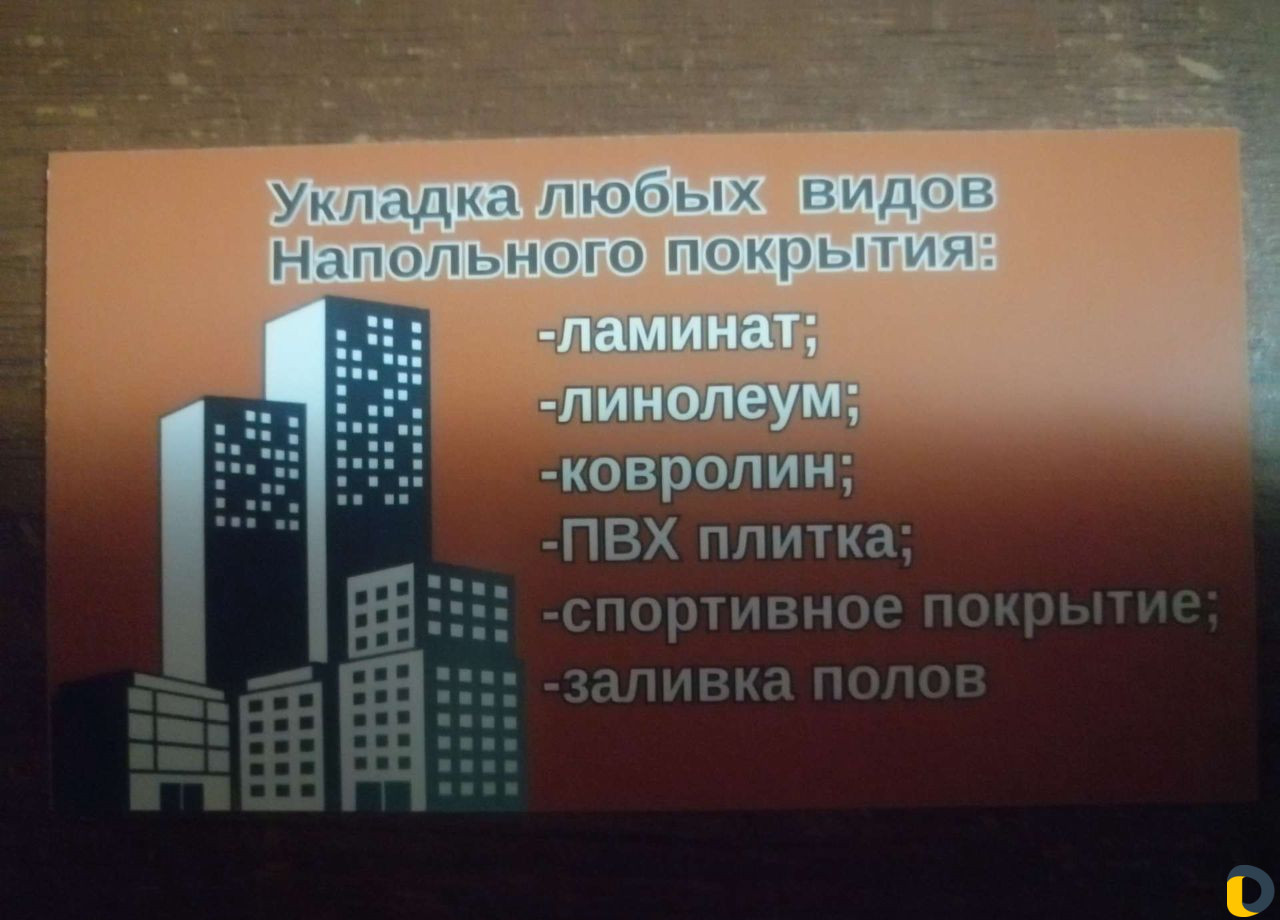 Укладка любых видов
Напольного покрытия:
-ламинат;
-линолеум;
-ковролин;
-ПВХ плитка;
-спортивное покрытие;
-заливка полов